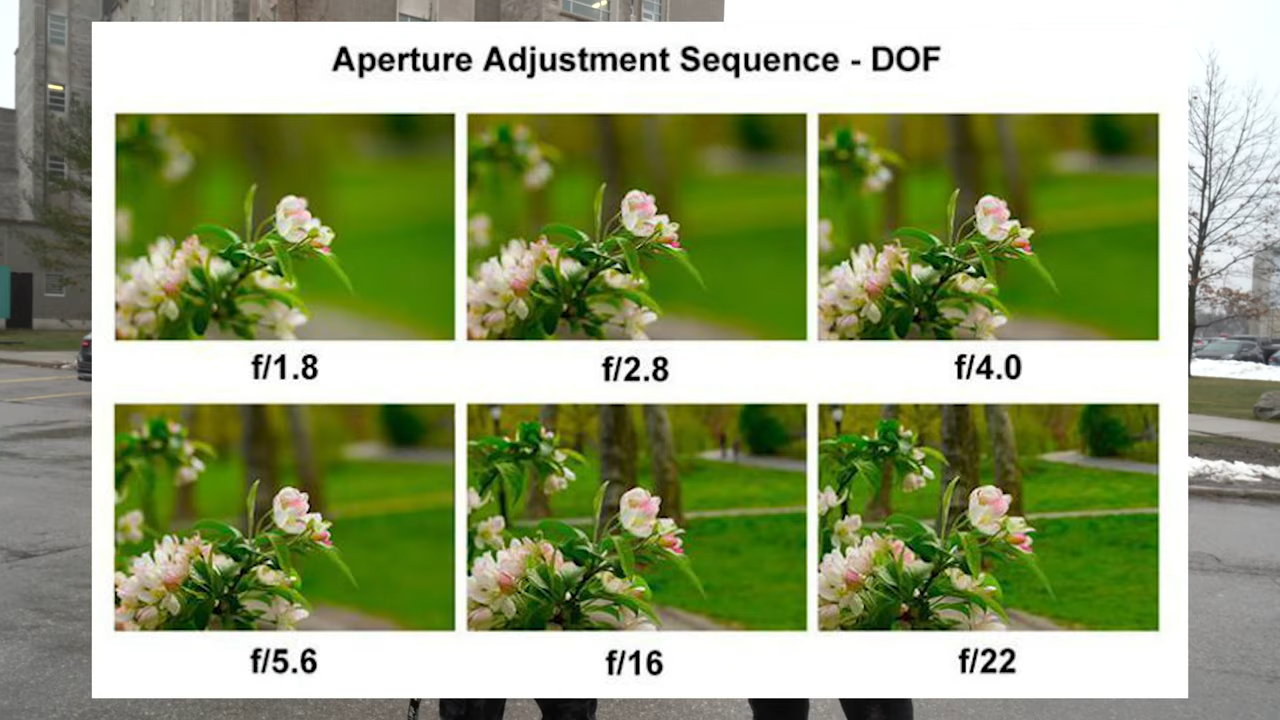 Aperture Adjustment Sequence - DOF
f/1.8
f/2.8
f/4.0
f/5.6
f/16
f/22